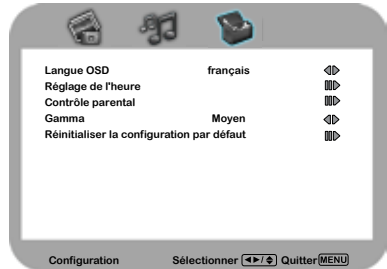 Langue OSD français
Réglage de l'heure
Contrôle parental
Gamma Moyen
Réinitialiser la configuration par défaut
Configuration Sélectionner ◀▶/◆ Quitter MENU